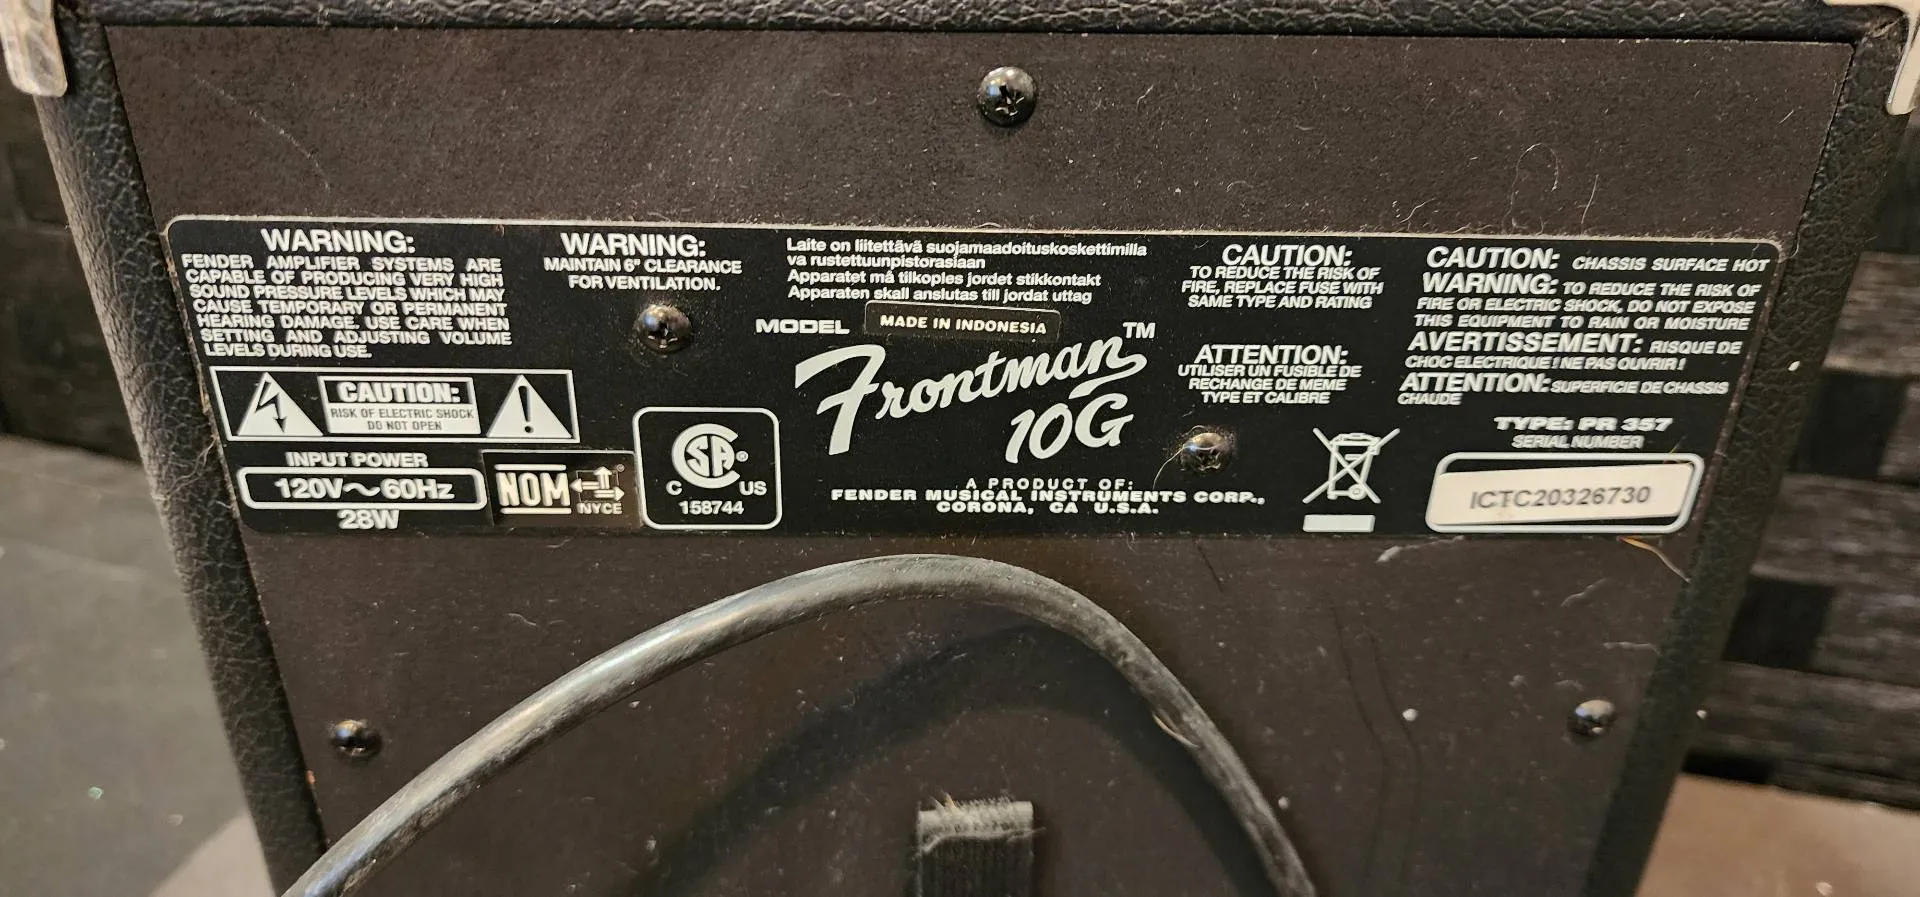 WARNING:
FENDER AMPLIFIER SYSTEMS ARE
CAPABLE OF PRODUCING VERY HIGH
SOUND PRESSURE LEVELS WHICH MAY
CAUSE TEMPORARY OR PERMANENT
HEARING DAMAGE. USE CARE WHEN
SETTING AND ADJUSTING VOLUME
LEVELS DURING USE.
CAUTION:
RISK OF ELECTRIC SHOCK
DO NOT OPEN
INPUT POWER
120V~60Hz
28W
NOM
NYCE
WARNING:
MAINTAIN 6" CLEARANCE
FOR VENTILATION.
SA®
C US
158744
Laite on liitettävä suojamaadoituskoskettimilla
va rustettuunpistorasiaan
Apparatet må tilkoples jordet stikkontakt
Apparaten skall anslutas till jordat uttag
MODEL
MADE IN INDONESIA
Frontman™
10G
A PRODUCT OF:
FENDER MUSICAL INSTRUMENTS CORP.,
CORONA, CA U.S.A.
CAUTION:
TO REDUCE THE RISK OF
FIRE, REPLACE FUSE WITH
SAME TYPE AND RATING
ATTENTION:
UTILISER UN FUSIBLE DE
RECHANGE DE MEME
TYPE ET CALIBRE
CAUTION: CHASSIS SURFACE HOT
WARNING: TO REDUCE THE RISK OF
FIRE OR ELECTRIC SHOCK, DO NOT EXPOSE
THIS EQUIPMENT TO RAIN OR MOISTURE
AVERTISSEMENT: RISQUE DE
CHOC ELECTRIQUE! NE PAS OUVRIR!
ATTENTION: SUPERFICIE DE CHASSIS
CHAUDE
TYPE: PR 357
SERIAL NUMBER
ICTC20326730